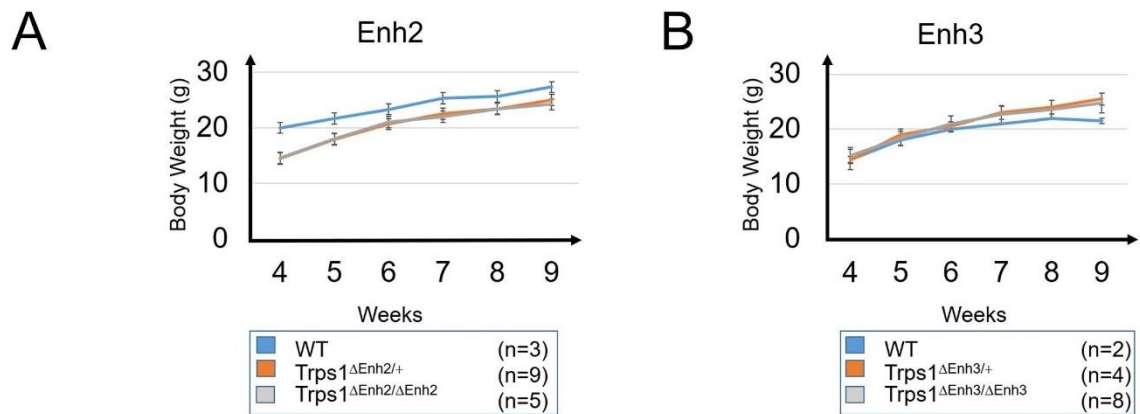 A
Enh2
Body Weight (g)
30
20
10
0
4 5 6 7 8 9
Weeks
WT (n=3)
Trps1ΔEnh2/+ (n=9)
Trps1ΔEnh2/ΔEnh2 (n=5)
B
Enh3
Body Weight (g)
30
20
10
0
4 5 6 7 8 9
Weeks
WT (n=2)
Trps1ΔEnh3/+ (n=4)
Trps1ΔEnh3/ΔEnh3 (n=8)